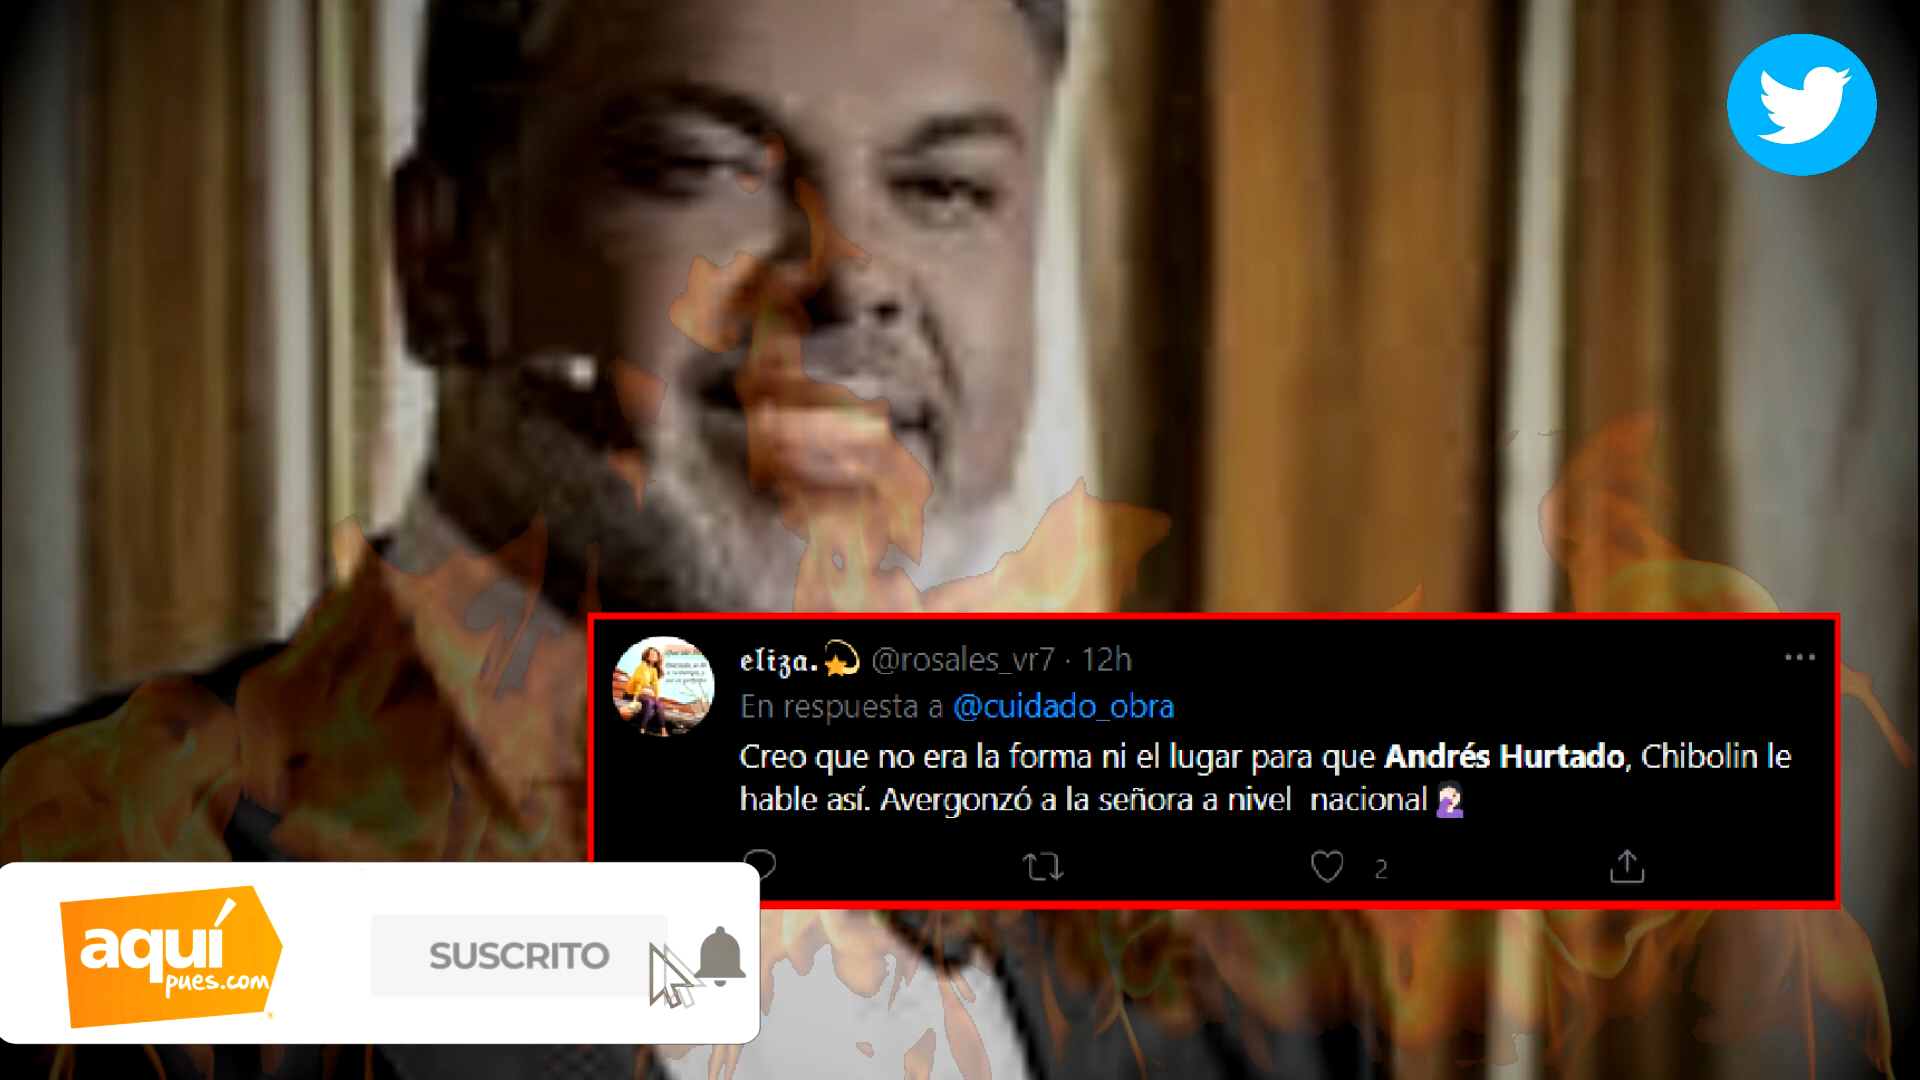 eliza.💫 @rosales_vr7 · 12h
En respuesta a @cuidado_obra
Creo que no era la forma ni el lugar para que Andrés Hurtado, Chibolin le
hable así. Avergonzó a la señora a nivel  nacional🤦🏻‍♀️
2
aquí
pues.com
SUSCRITO